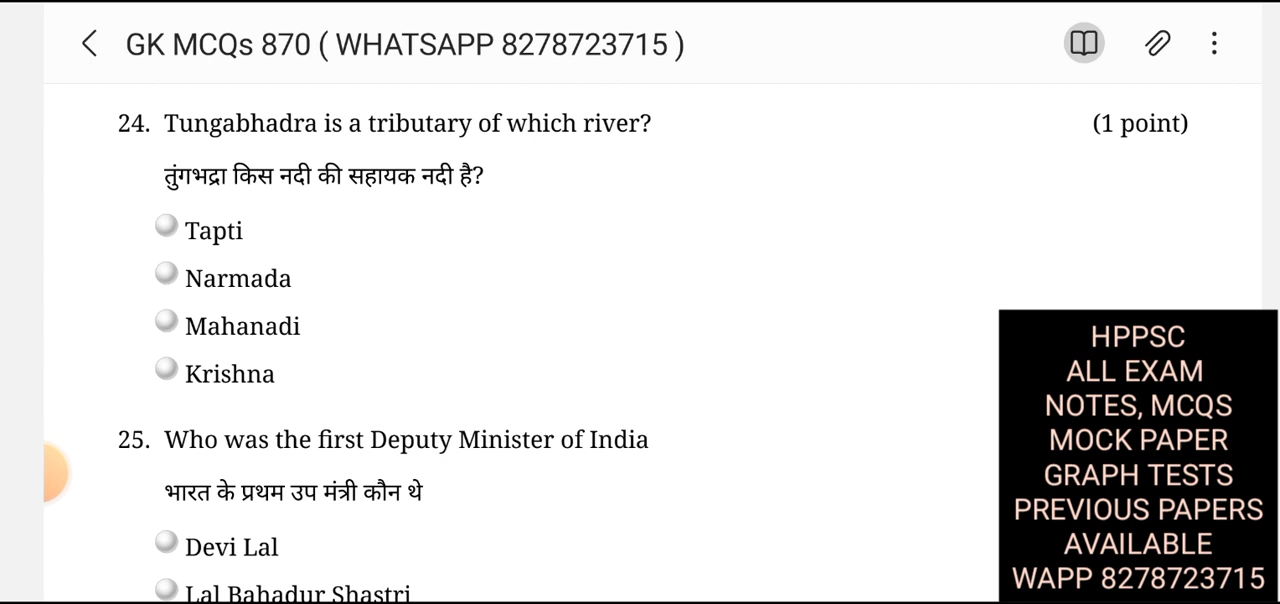 GK MCQs 870 ( WHATSAPP 8278723715 )
24. Tungabhadra is a tributary of which river? (1 point)
तुंगभद्रा किस नदी की सहायक नदी है?
Tapti
Narmada
Mahanadi
Krishna
25. Who was the first Deputy Minister of India
भारत के प्रथम उप मंत्री कौन थे
Devi Lal
Lal Bahadur Shastri
HPPSC
ALL EXAM
NOTES, MCQS
MOCK PAPER
GRAPH TESTS
PREVIOUS PAPERS
AVAILABLE
WAPP 8278723715